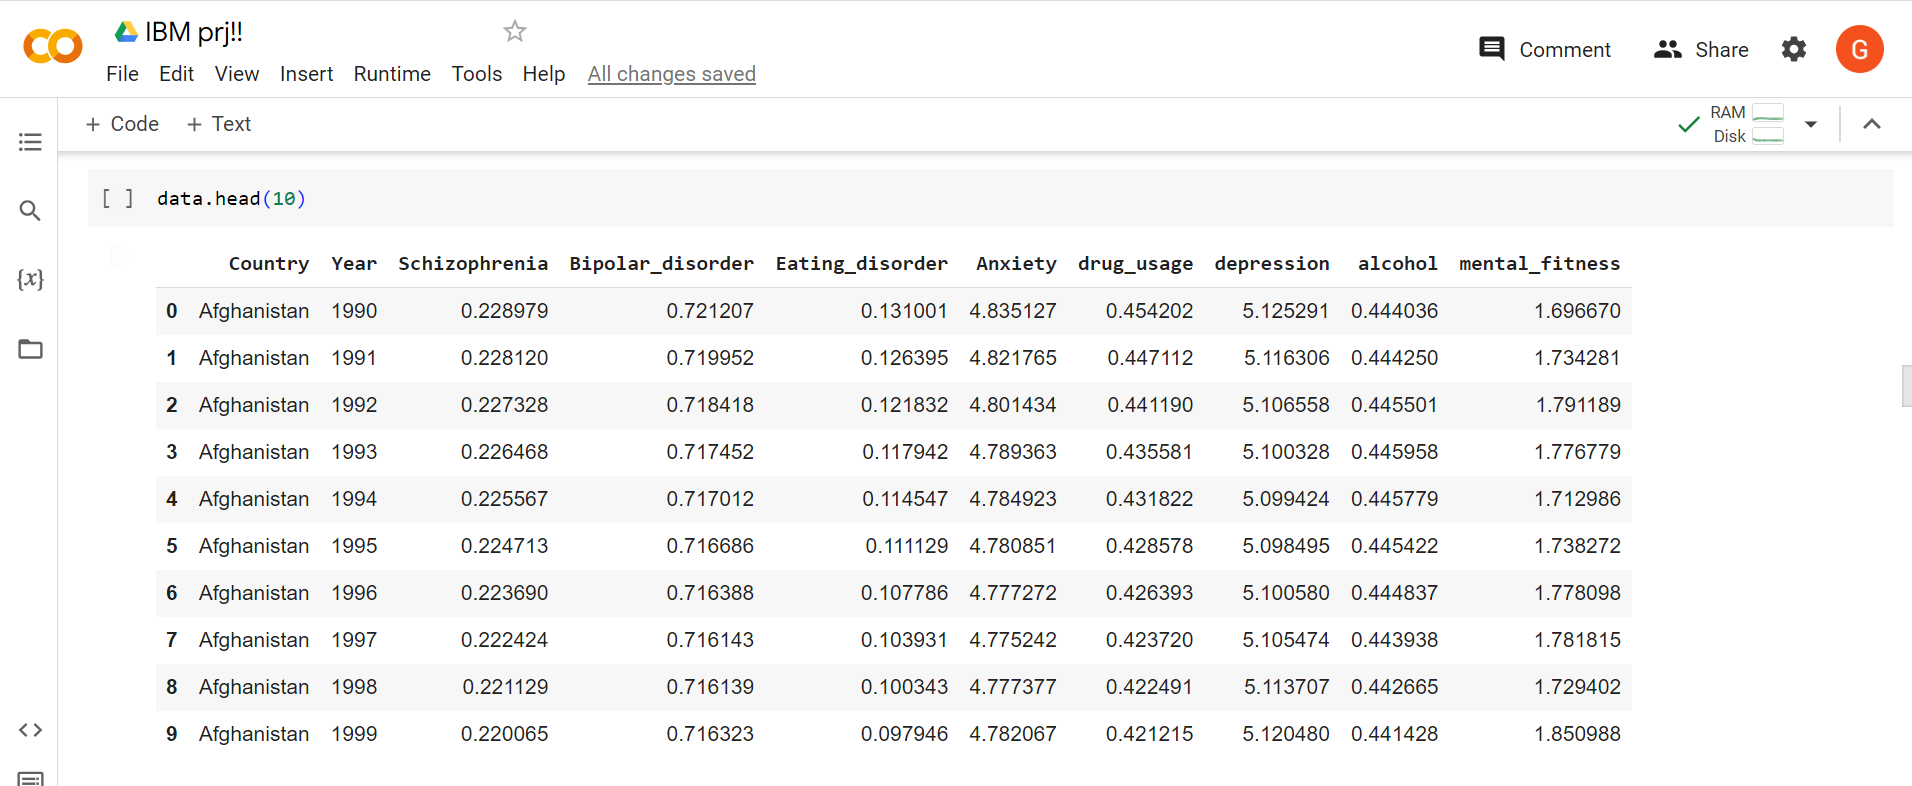 IBM prj!!
File Edit View Insert Runtime Tools Help All changes saved
Comment Share G
+ Code + Text
RAM
Disk
{x}
[ ] data.head(10)
Country Year Schizophrenia Bipolar_disorder Eating_disorder Anxiety drug_usage depression alcohol mental_fitness
0 Afghanistan 1990 0.228979 0.721207 0.131001 4.835127 0.454202 5.125291 0.444036 1.696670
1 Afghanistan 1991 0.228120 0.719952 0.126395 4.821765 0.447112 5.116306 0.444250 1.734281
2 Afghanistan 1992 0.227328 0.718418 0.121832 4.801434 0.441190 5.106558 0.445501 1.791189
3 Afghanistan 1993 0.226468 0.717452 0.117942 4.789363 0.435581 5.100328 0.445958 1.776779
4 Afghanistan 1994 0.225567 0.717012 0.114547 4.784923 0.431822 5.099424 0.445779 1.712986
5 Afghanistan 1995 0.224713 0.716686 0.111129 4.780851 0.428578 5.098495 0.445422 1.738272
6 Afghanistan 1996 0.223690 0.716388 0.107786 4.777272 0.426393 5.100580 0.444837 1.778098
7 Afghanistan 1997 0.222424 0.716143 0.103931 4.775242 0.423720 5.105474 0.443938 1.781815
8 Afghanistan 1998 0.221129 0.716139 0.100343 4.777377 0.422491 5.113707 0.442665 1.729402
9 Afghanistan 1999 0.220065 0.716323 0.097946 4.782067 0.421215 5.120480 0.441428 1.850988